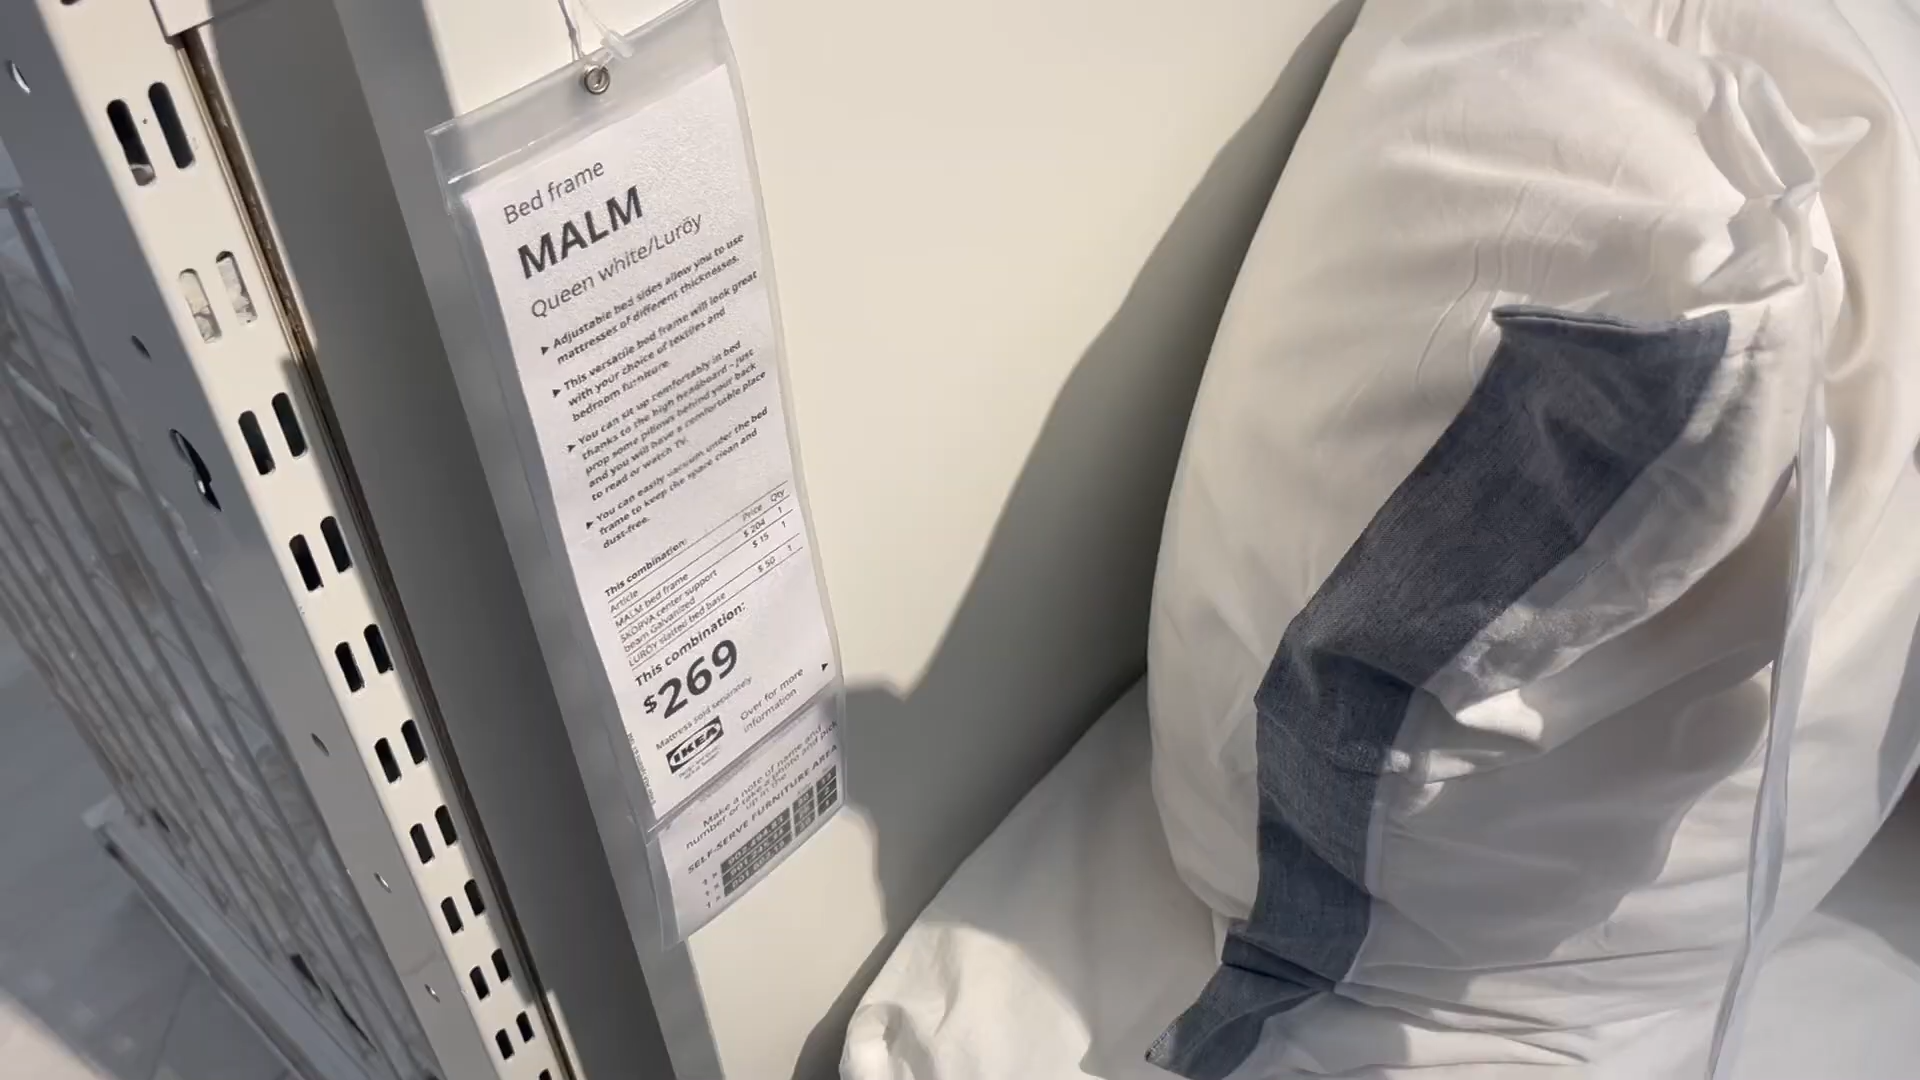 Bed frame
MALM
Queen white/Luröy
▸ Adjustable bed sides allow you to use
mattresses of different thicknesses.
▸ This versatile bed frame will look great
with your choice of textiles and
bedroom furniture.
▸ You can sit up comfortably in bed
thanks to the high headboard – just
prop some pillows behind your back
and you will have a comfortable place
to read or watch TV.
▸ You can easily vacuum under the bed
frame to keep the space clean and
dust-free.
This combination:
Article Price Qty
MALM bed frame $ 204 1
SKORVA center support $ 15 1
beam Galvanized
LURÖY slatted bed base $ 50 1
This combination:
$269
Mattress sold separately
IKEA
Over for more
information
Make a note of name and
number or take a photo and pick
up in the
SELF-SERVE FURNITURE AREA
1 ×
1 ×
1 ×